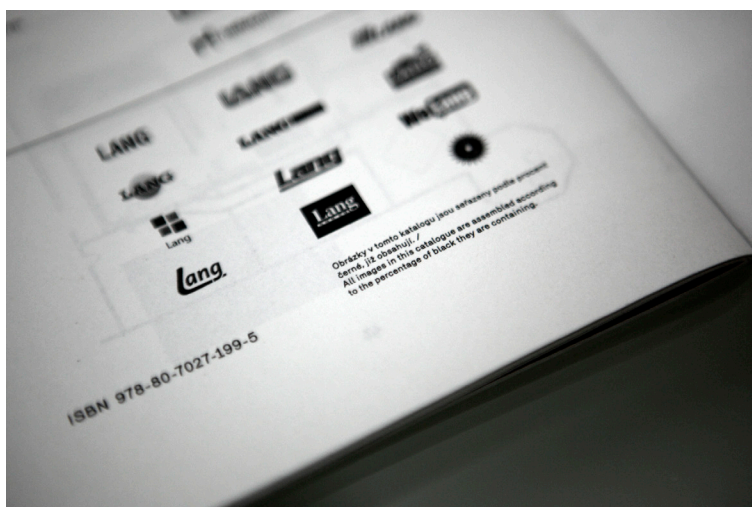 LANG
LANG
LANG
LANG
Lang
Lang
Lang
Lang
Obrázky v tomto katalogu jsou seřazeny podle procent
černé, jíž obsahují. /
All images in this catalogue are assembled according
to the percentage of black they are containing.
ISBN 978-80-7027-199-5